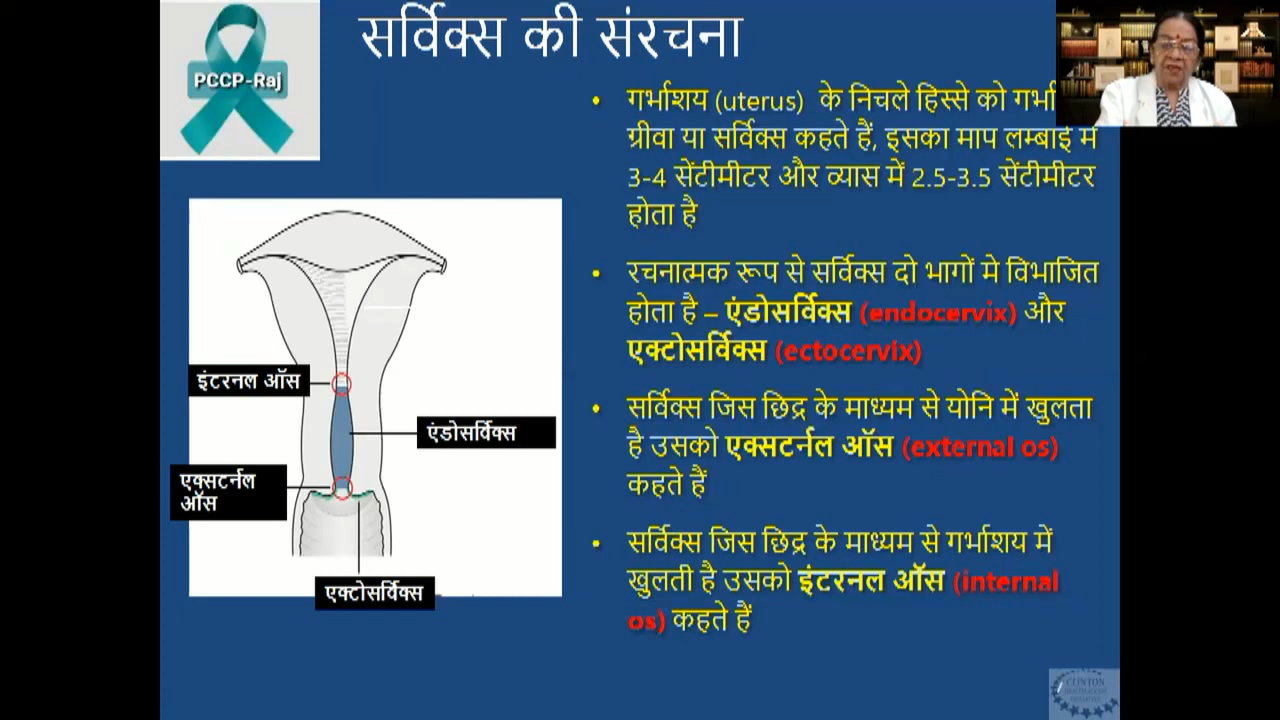 PCCP-Raj
सर्विक्स की संरचना
• गर्भाशय (uterus) के निचले हिस्से को गर्भा
ग्रीवा या सर्विक्स कहते हैं, इसका माप लम्बाई में
3-4 सेंटीमीटर और व्यास में 2.5-3.5 सेंटीमीटर
होता है
• रचनात्मक रूप से सर्विक्स दो भागों मे विभाजित
होता है – एंडोसर्विक्स (endocervix) और
एक्टोसर्विक्स (ectocervix)
• सर्विक्स जिस छिद्र के माध्यम से योनि में खुलता
है उसको एक्सटर्नल ऑस (external os)
कहते हैं
• सर्विक्स जिस छिद्र के माध्यम से गर्भाशय में
खुलती है उसको इंटरनल ऑस (internal
os) कहते हैं
इंटरनल ऑस
एंडोसर्विक्स
एक्सटर्नल
ऑस
एक्टोसर्विक्स
CLINTON